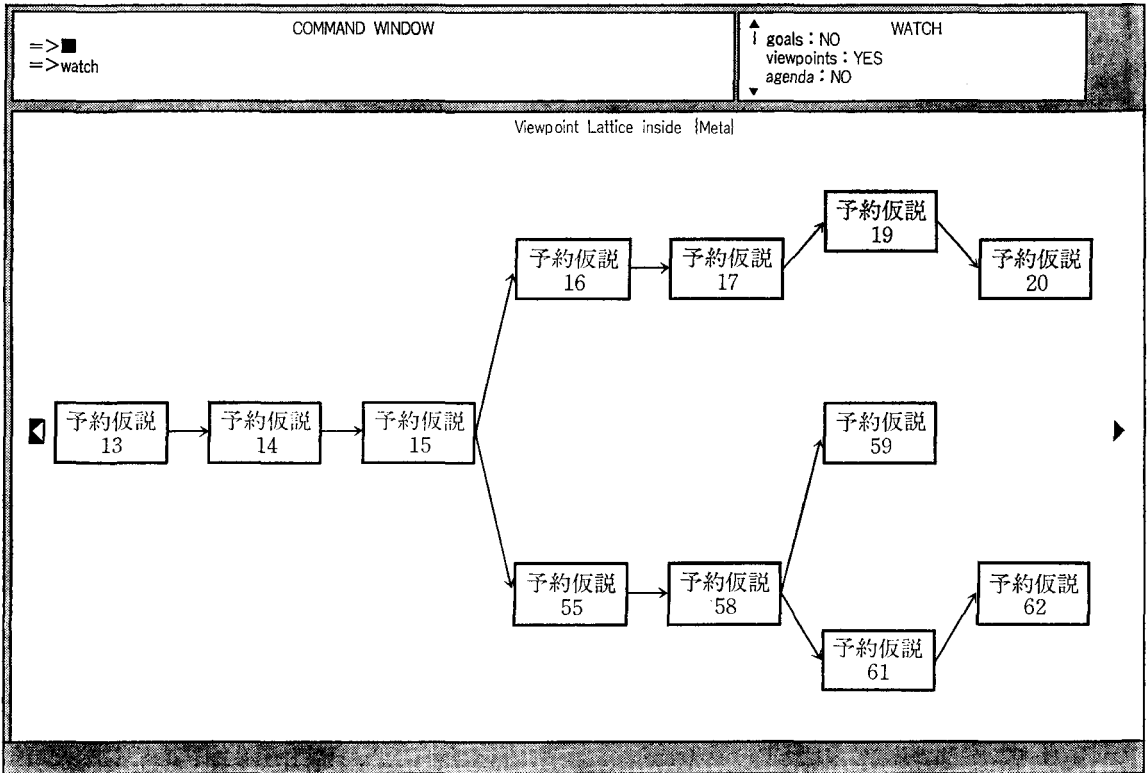 COMMAND WINDOW
=>■
=>watch
WATCH
goals：NO
viewpoints：YES
agenda：NO
Viewpoint Lattice inside {Meta}
予約仮説
19
予約仮説
16
予約仮説
17
予約仮説
20
予約仮説
13
予約仮説
14
予約仮説
15
予約仮説
59
予約仮説
55
予約仮説
58
予約仮説
62
予約仮説
61